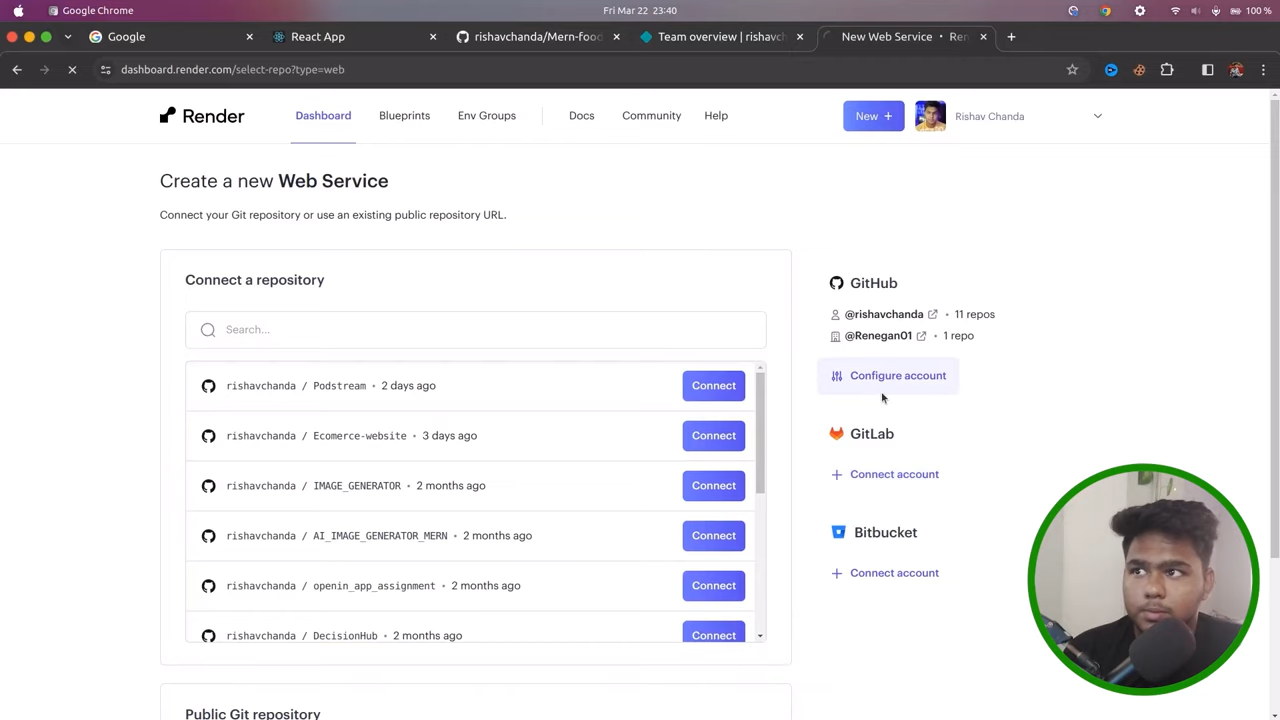 Google Chrome
Fri Mar 22 23:40
100 %
Google
React App
rishavchanda/Mern-food
Team overview | rishavch
New Web Service • Ren
dashboard.render.com/select-repo?type=web
Render
Dashboard
Blueprints
Env Groups
Docs
Community
Help
New +
Rishav Chanda
Create a new Web Service
Connect your Git repository or use an existing public repository URL.
Connect a repository
Search...
rishavchanda / Podstream • 2 days ago
Connect
rishavchanda / Ecomerce-website • 3 days ago
Connect
rishavchanda / IMAGE_GENERATOR • 2 months ago
Connect
rishavchanda / AI_IMAGE_GENERATOR_MERN • 2 months ago
Connect
rishavchanda / openin_app_assignment • 2 months ago
Connect
rishavchanda / DecisionHub • 2 months ago
Connect
GitHub
@rishavchanda • 11 repos
@Renegan01 • 1 repo
Configure account
GitLab
+ Connect account
Bitbucket
+ Connect account
Public Git repository